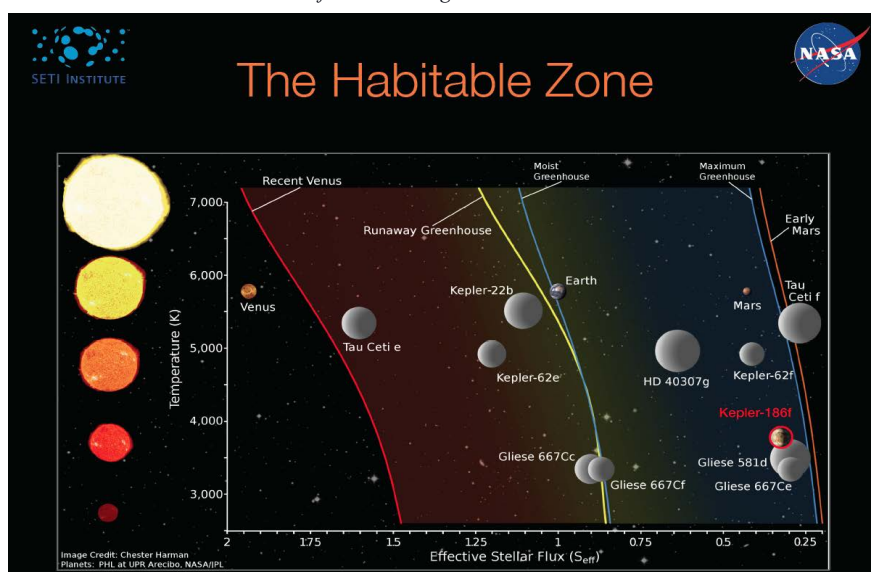 SETI INSTITUTE
NASA
The Habitable Zone
Recent Venus
Moist
Greenhouse
Maximum
Greenhouse
Runaway Greenhouse
Early
Mars
7,000
6,000
5,000
4,000
3,000
Temperature (K)
Venus
Kepler-22b
Earth
Mars
Tau
Ceti f
Tau Ceti e
Kepler-62e
HD 40307g
Kepler-62f
Kepler-186f
Gliese 667Cc
Gliese 667Cf
Gliese 581d
Gliese 667Ce
2
1.75
1.5
1.25
1
0.75
0.5
0.25
Effective Stellar Flux (Seff)
Image Credit: Chester Harman
Planets: PHL at UPR Arecibo, NASA/JPL